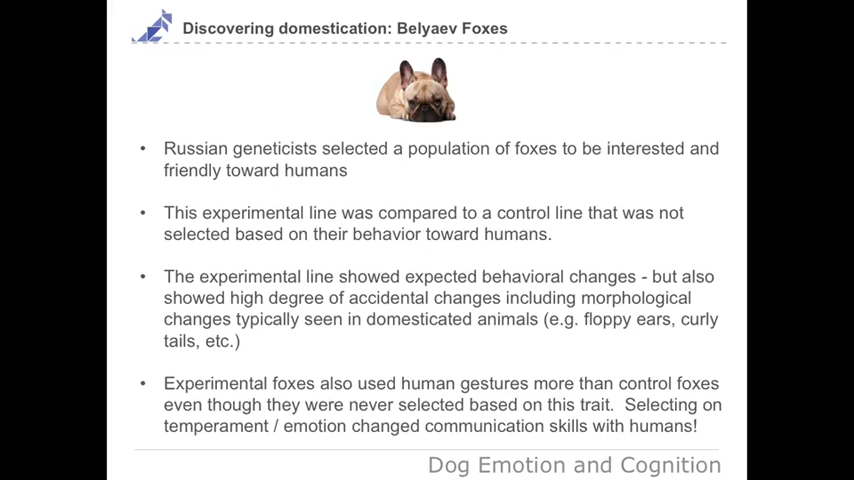 Discovering domestication: Belyaev Foxes
• Russian geneticists selected a population of foxes to be interested and
friendly toward humans
• This experimental line was compared to a control line that was not
selected based on their behavior toward humans.
• The experimental line showed expected behavioral changes - but also
showed high degree of accidental changes including morphological
changes typically seen in domesticated animals (e.g. floppy ears, curly
tails, etc.)
• Experimental foxes also used human gestures more than control foxes
even though they were never selected based on this trait.  Selecting on
temperament / emotion changed communication skills with humans!
Dog Emotion and Cognition